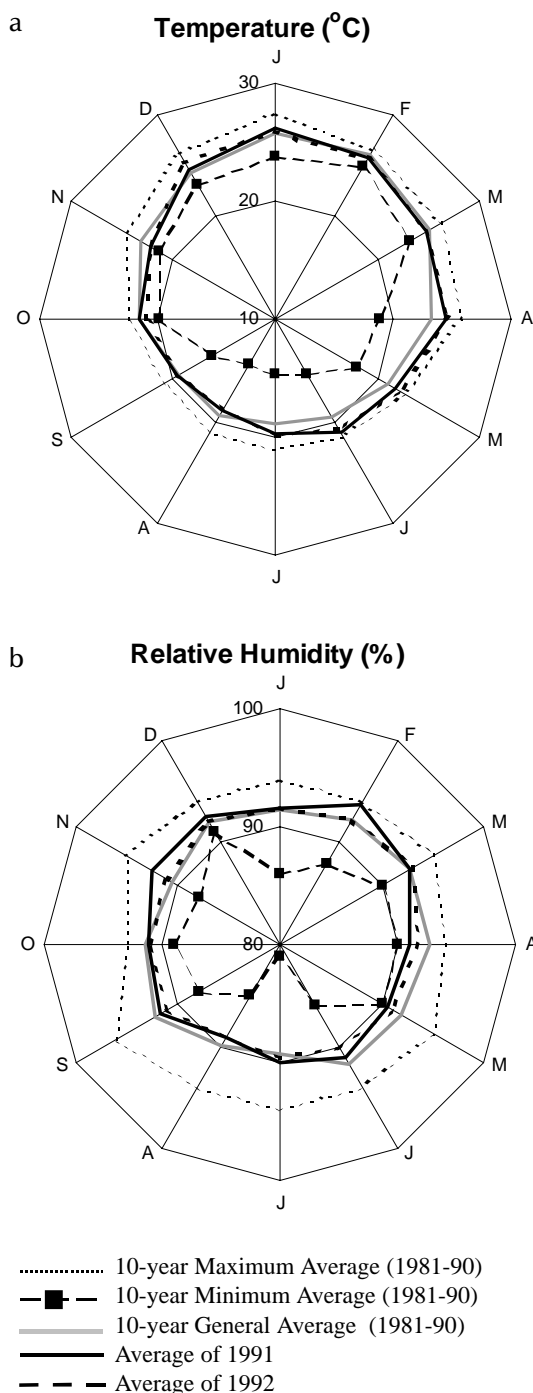 a
Temperature (°C)
J
30
D
F
20
N
M
O
10
A
S
M
A
J
J
b
Relative Humidity (%)
J
100
D
F
90
N
M
O
80
A
S
M
A
J
J
10-year Maximum Average (1981-90)
10-year Minimum Average (1981-90)
10-year General Average (1981-90)
Average of 1991
Average of 1992